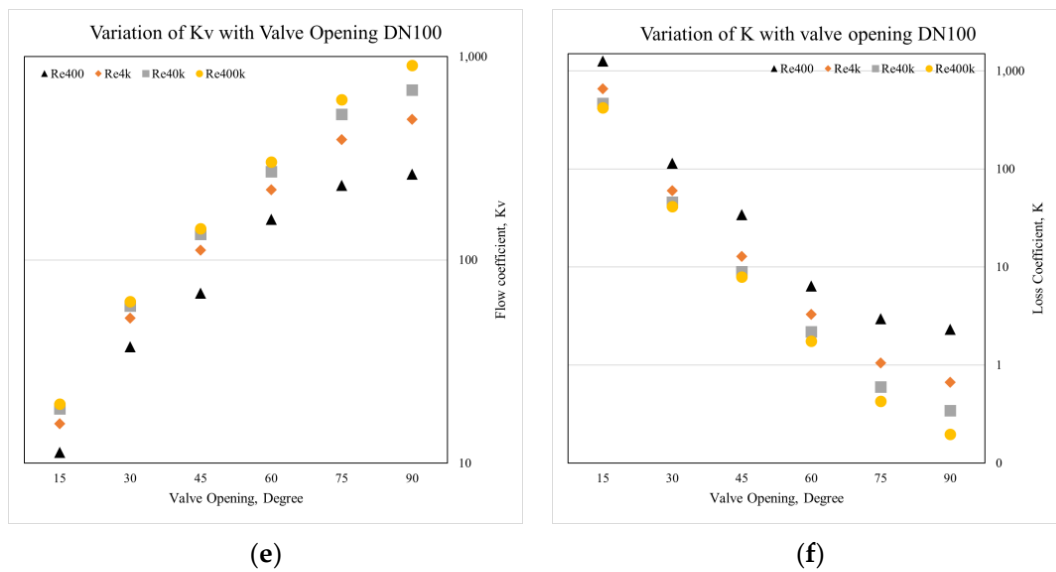 Variation of Kv with Valve Opening DN100
1,000
Re400 Re4k Re40k Re400k
100
10
Flow coefficient, Kv
15 30 45 60 75 90
Valve Opening, Degree
(e)
Variation of K with valve opening DN100
Re400 Re4k Re40k Re400k
1,000
100
10
1
0
Loss Coefficient, K
15 30 45 60 75 90
Valve Opening, Degree
(f)